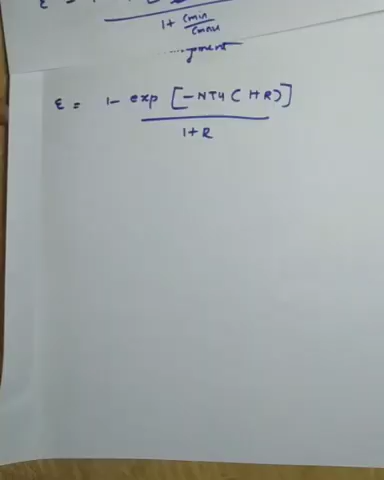 1 + Cmin
Cmax
ε = 1 - exp [-NTU (1+R)]
1+R